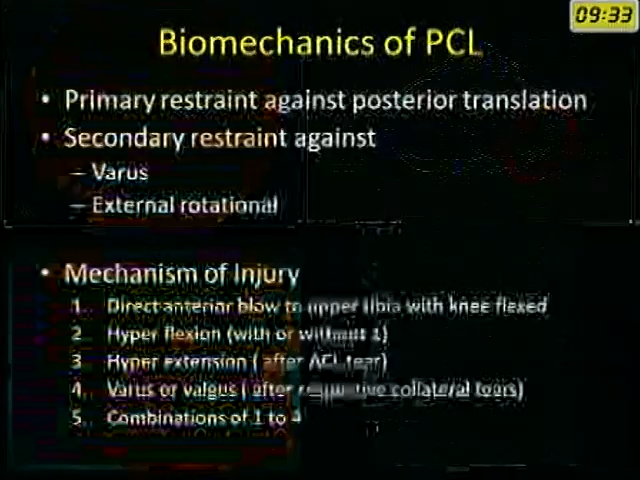 09:33
Biomechanics of PCL
• Primary restraint against posterior translation
• Secondary restraint against
– Varus
– External rotational
• Mechanism of Injury
1. Direct anterior blow to upper tibia with knee flexed
2. Hyper flexion (with or without 1)
3. Hyper extension ( after ACL tear)
4. Varus or valgus ( after respective collateral tears)
5. Combinations of 1 to 4